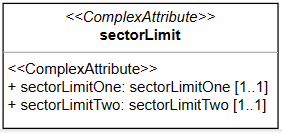 <<ComplexAttribute>>
sectorLimit
<<ComplexAttribute>>
+ sectorLimitOne: sectorLimitOne [1..1]
+ sectorLimitTwo: sectorLimitTwo [1..1]